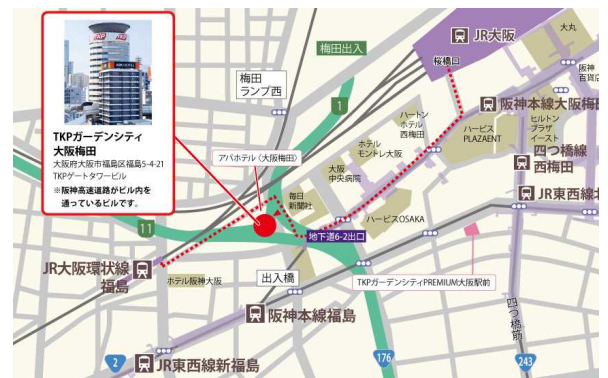 TKPガーデンシティ
大阪梅田
大阪府大阪市福島区福島5-4-21
TKPゲートタワービル
※阪神高速道路がビル内を
通っているビルです。
梅田出入
梅田
ランプ西
1
11
アパホテル〈大阪梅田〉
毎日
新聞社
大阪
中央病院
ホテル
モントレ大阪
ハートン
ホテル
西梅田
ハービス
PLAZAENT
ハービスOSAKA
地下道6-2出口
JR大阪
桜橋口
大丸
阪神
百貨店
阪神本線大阪梅田
ヒルトン
プラザ
イースト
四つ橋線
西梅田
JR東西線北
TKPガーデンシティPREMIUM大阪駅前
JR大阪環状線
福島
ホテル阪神大阪
出入橋
阪神本線福島
2
JR東西線新福島
176
四つ橋筋
243